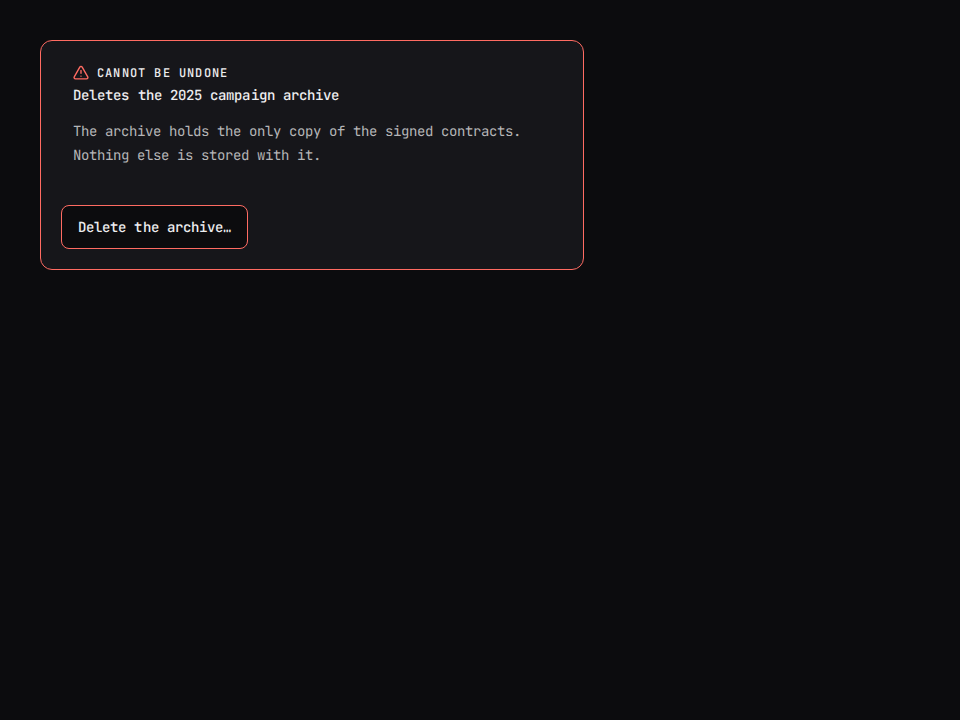 CANNOT BE UNDONE
Deletes the 2025 campaign archive
The archive holds the only copy of the signed contracts.
Nothing else is stored with it.
Delete the archive…